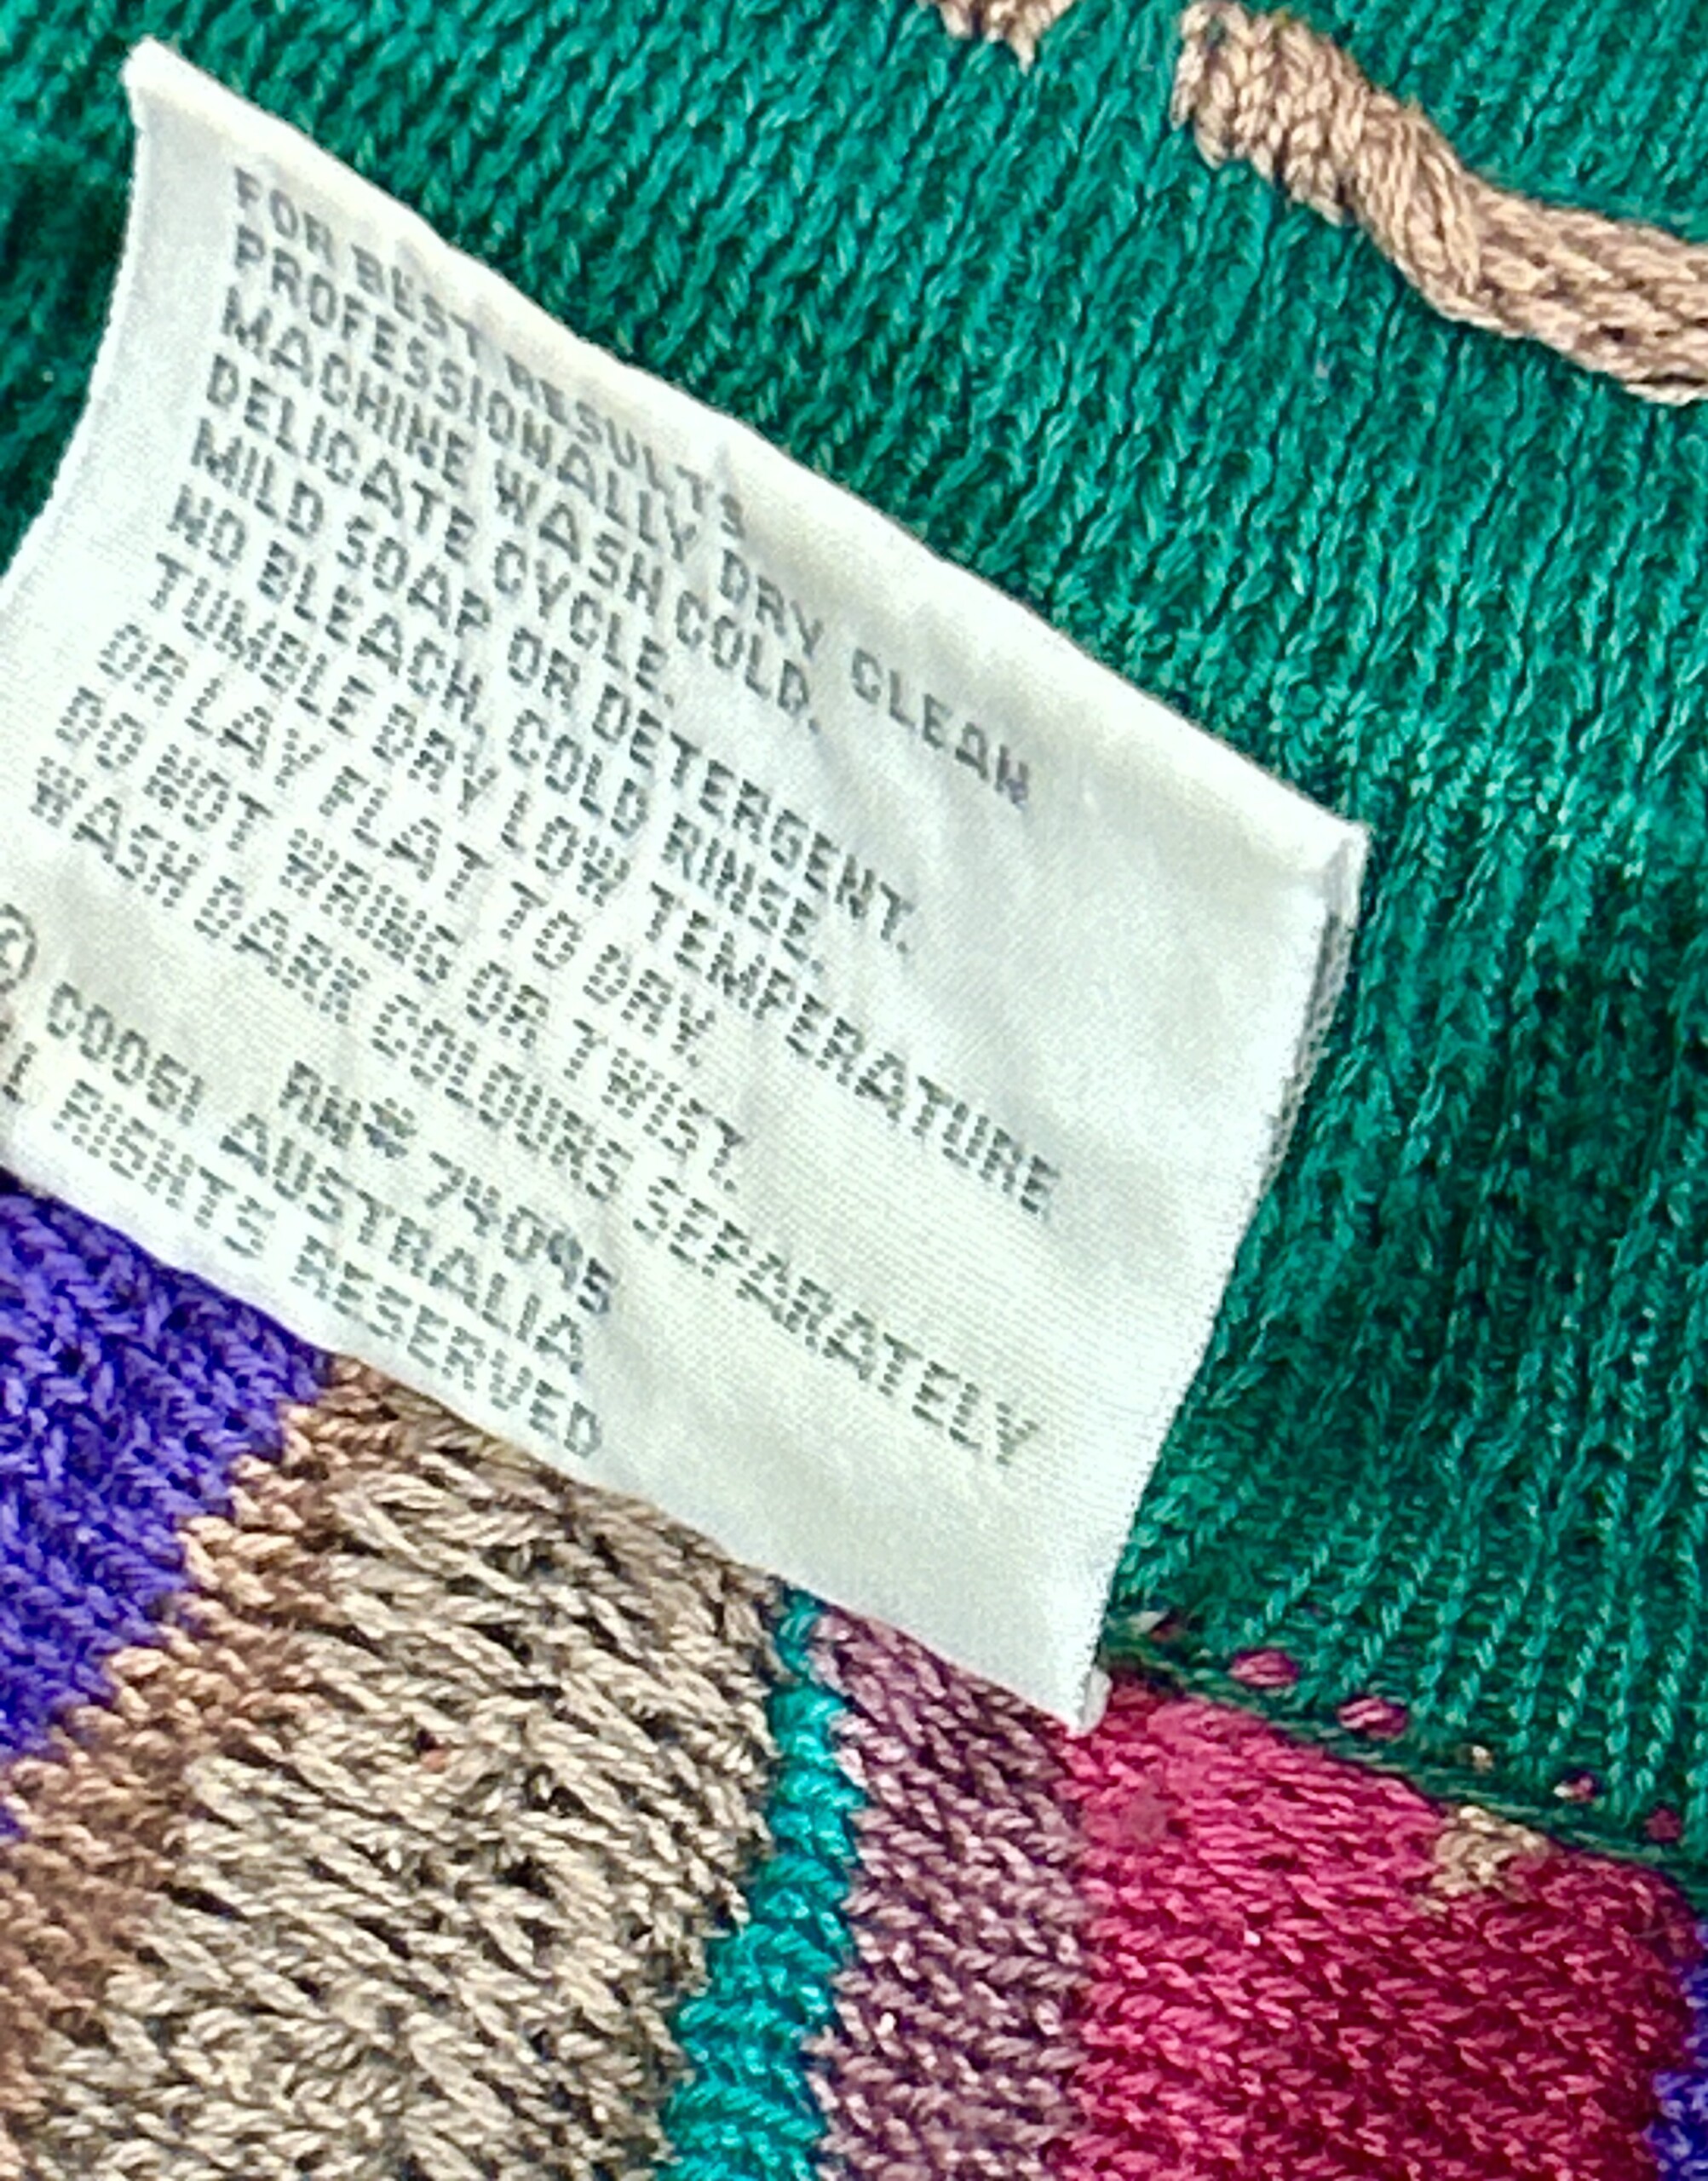 FOR BEST RESULTS
PROFESSIONALLY DRY CLEAN
MACHINE WASH COLD.
DELICATE CYCLE.
MILD SOAP OR DETERGENT.
NO BLEACH, COLD RINSE.
TUMBLE DRY LOW TEMPERATURE
OR LAY FLAT TO DRY.
DO NOT WRING OR TWIST.
WASH DARK COLOURS SEPARATELY
RN# 74095
© COOGI AUSTRALIA
L RIGHTS RESERVED